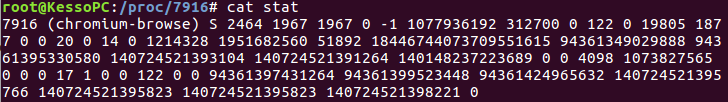 root@KessoPC:/proc/7916# cat stat
7916 (chromium-browse) S 2464 1967 1967 0 -1 1077936192 312700 0 122 0 19805 187
7 0 0 20 0 14 0 1214328 1951682560 51892 18446744073709551615 94361349029888 943
61395330580 140724521393104 140724521391264 140148237223689 0 0 4098 1073827565
0 0 0 17 1 0 0 122 0 0 94361397431264 94361399523448 94361424965632 140724521395
766 140724521395823 140724521395823 140724521398221 0